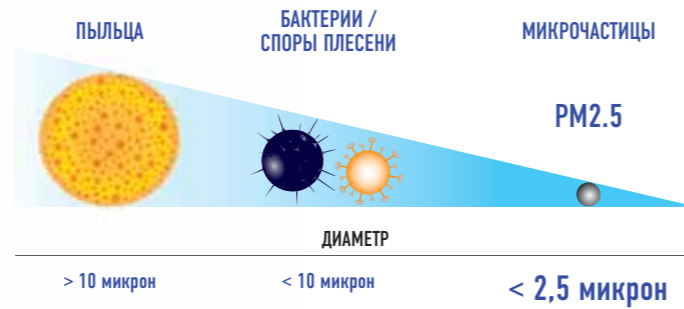 ПЫЛЬЦА
БАКТЕРИИ /
СПОРЫ ПЛЕСЕНИ
МИКРОЧАСТИЦЫ
PM2.5
ДИАМЕТР
> 10 микрон
< 10 микрон
< 2,5 микрон